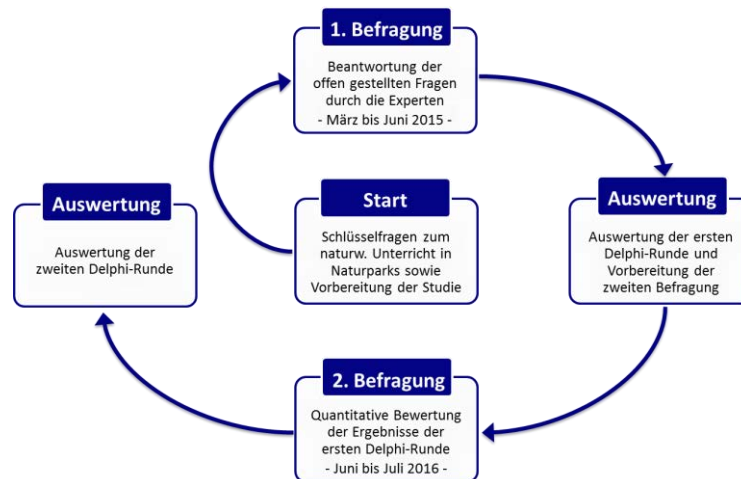 1. Befragung
Beantwortung der
offen gestellten Fragen
durch die Experten
- März bis Juni 2015 -
Auswertung
Auswertung der
zweiten Delphi-Runde
Start
Schlüsselfragen zum
naturw. Unterricht in
Naturparks sowie
Vorbereitung der Studie
Auswertung
Auswertung der ersten
Delphi-Runde und
Vorbereitung der
zweiten Befragung
2. Befragung
Quantitative Bewertung
der Ergebnisse der
ersten Delphi-Runde
- Juni bis Juli 2016 -